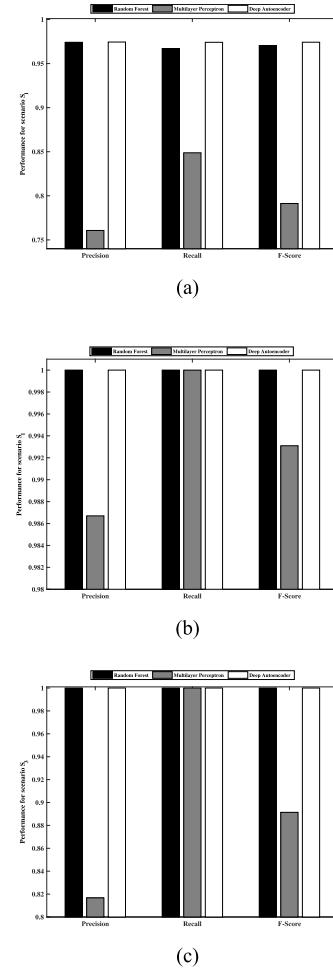 Random Forest Multilayer Perceptron Deep Autoencoder
1
0.95
0.9
0.85
0.8
0.75
Performance for scenario S1
Precision Recall F-Score
(a)
Random Forest Multilayer Perceptron Deep Autoencoder
1
0.998
0.996
0.994
0.992
0.99
0.988
0.986
0.984
0.982
0.98
Performance for scenario
Precision Recall F-Score
(b)
Random Forest Multilayer Perceptron Deep Autoencoder
1
0.98
0.96
0.94
0.92
0.9
0.88
0.86
0.84
0.82
0.8
Performance for scenario
Precision Recall F-Score
(c)